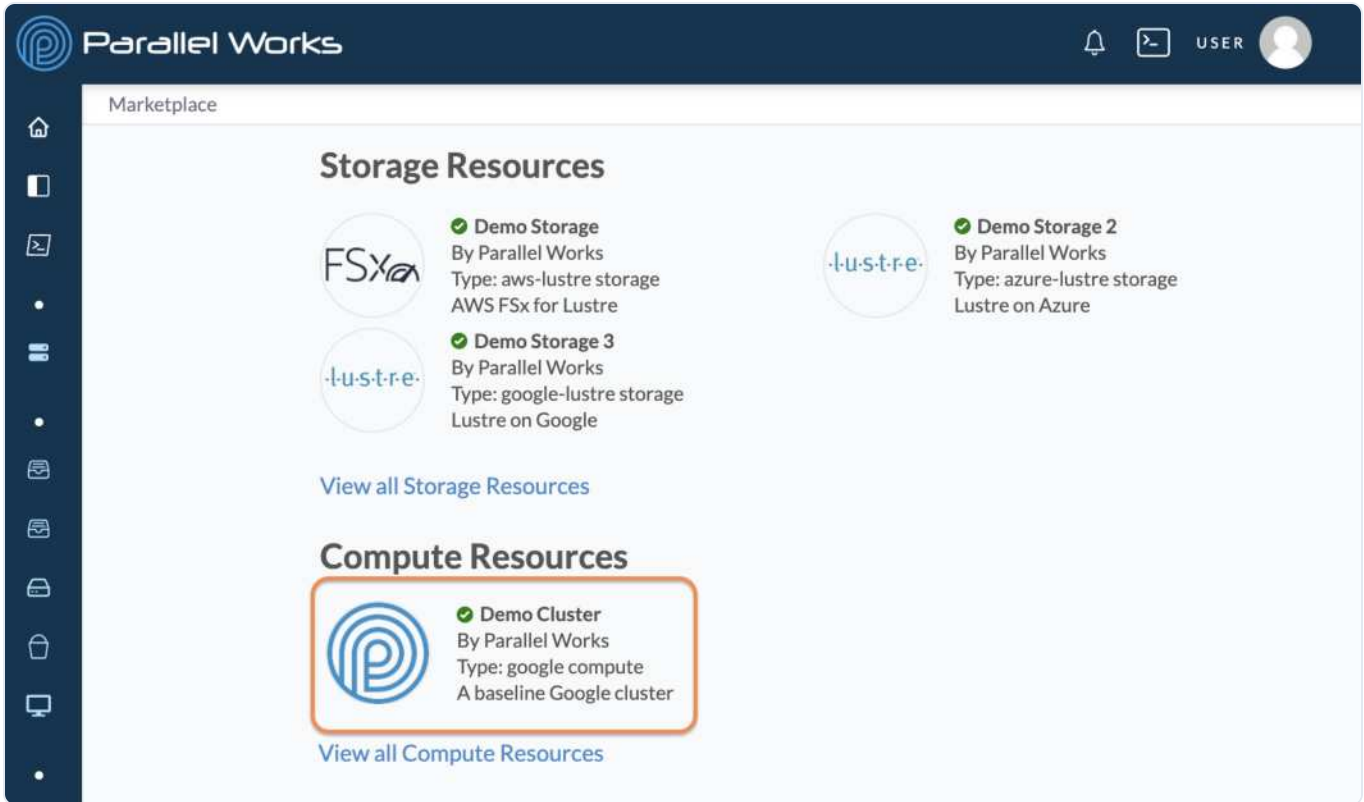 Parallel Works
USER
Marketplace
Storage Resources
FSx
Demo Storage
By Parallel Works
Type: aws-lustre storage
AWS FSx for Lustre
·l·u·s·t·r·e·
Demo Storage 2
By Parallel Works
Type: azure-lustre storage
Lustre on Azure
·l·u·s·t·r·e·
Demo Storage 3
By Parallel Works
Type: google-lustre storage
Lustre on Google
View all Storage Resources
Compute Resources
Demo Cluster
By Parallel Works
Type: google compute
A baseline Google cluster
View all Compute Resources